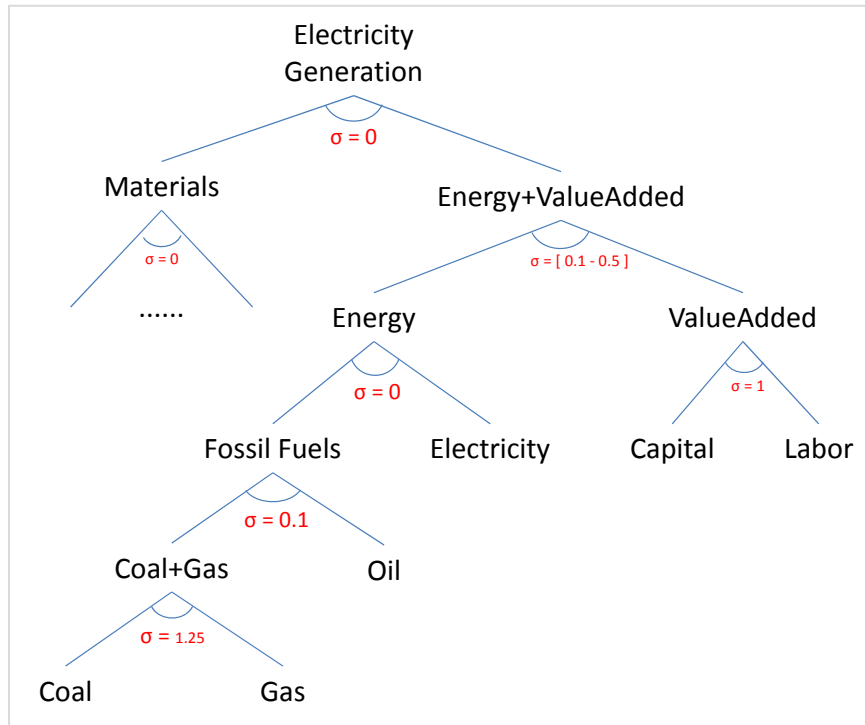 Electricity
Generation
σ = 0
Materials
Energy+ValueAdded
σ = 0
σ = [ 0.1 - 0.5 ]
......
Energy
ValueAdded
σ = 0
σ = 1
Fossil Fuels
Electricity
Capital
Labor
σ = 0.1
Coal+Gas
Oil
σ = 1.25
Coal
Gas